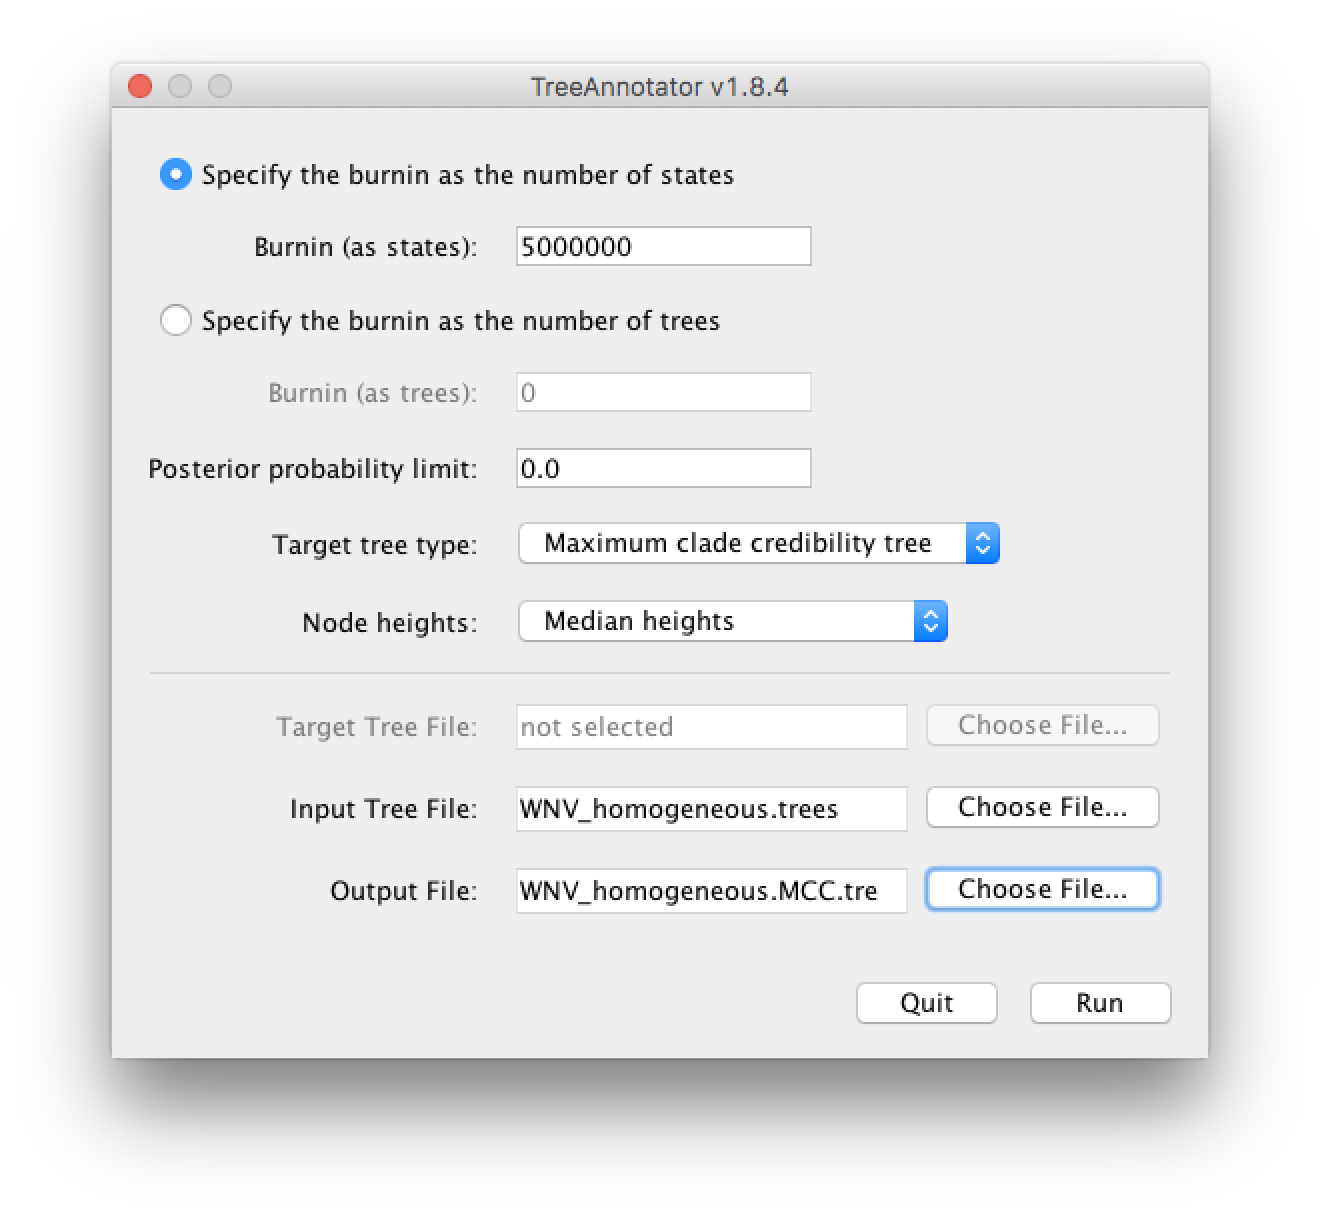 TreeAnnotator v1.8.4
Specify the burnin as the number of states
Burnin (as states): 5000000
Specify the burnin as the number of trees
Burnin (as trees): 0
Posterior probability limit: 0.0
Target tree type: Maximum clade credibility tree
Node heights: Median heights
Target Tree File: not selected Choose File...
Input Tree File: WNV_homogeneous.trees Choose File...
Output File: WNV_homogeneous.MCC.tre Choose File...
Quit Run